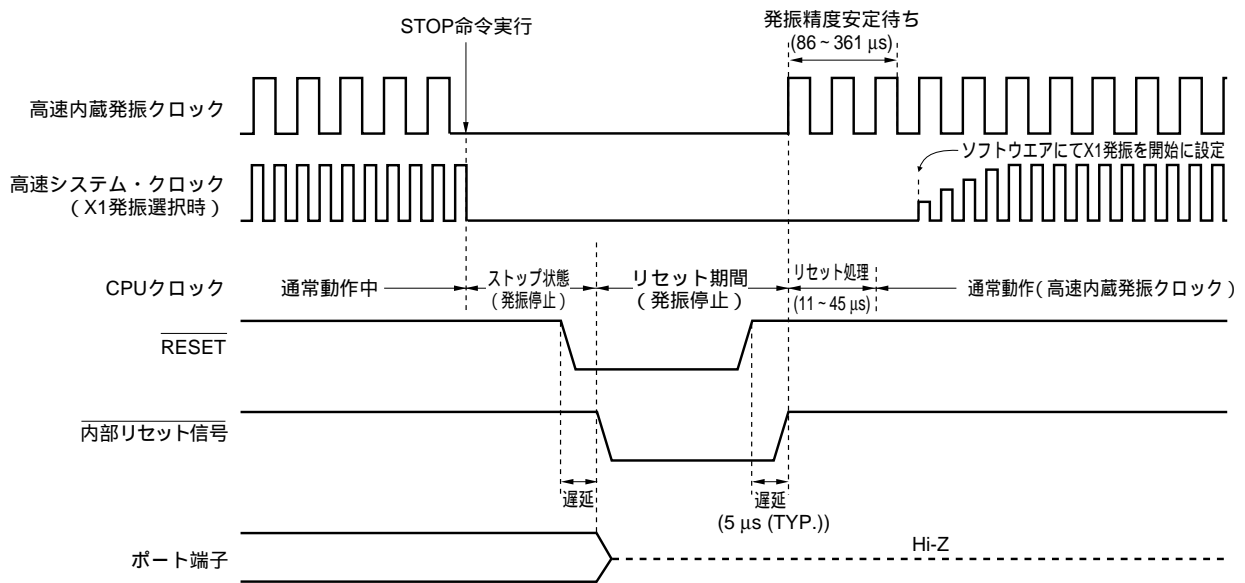 STOP命令実行
発振精度安定待ち
(86~361 μs)
高速内蔵発振クロック
ソフトウエアにてX1発振を開始に設定
高速システム・クロック
(X1発振選択時)
CPUクロック
通常動作中
ストップ状態
(発振停止)
リセット期間
(発振停止)
リセット処理
(11~45 μs)
通常動作(高速内蔵発振クロック)
RESET
内部リセット信号
遅延
遅延
(5 μs (TYP.))
ポート端子
Hi-Z